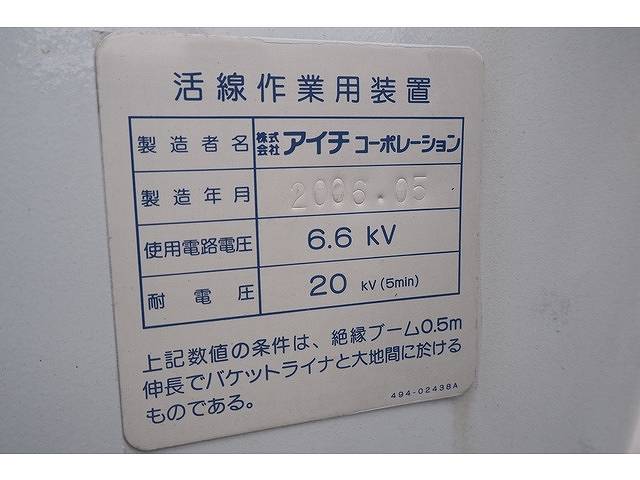 活線作業用装置
製造者名 株式会社 アイチ コーポレーション
製造年月 2006.05
使用電路電圧 6.6 kV
耐電圧 20 kV (5min)
上記数値の条件は、絶縁ブーム0.5m
伸長でバケットライナと大地間に於ける
ものである。
494-02438A